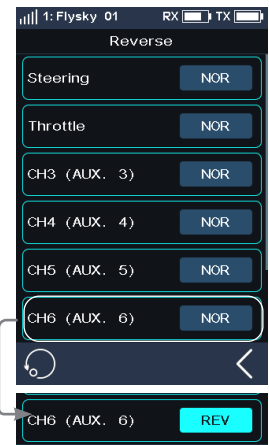 1: Flysky 01 RX TX
Reverse
Steering NOR
Throttle NOR
CH3 (AUX. 3) NOR
CH4 (AUX. 4) NOR
CH5 (AUX. 5) NOR
CH6 (AUX. 6) NOR
CH6 (AUX. 6) REV